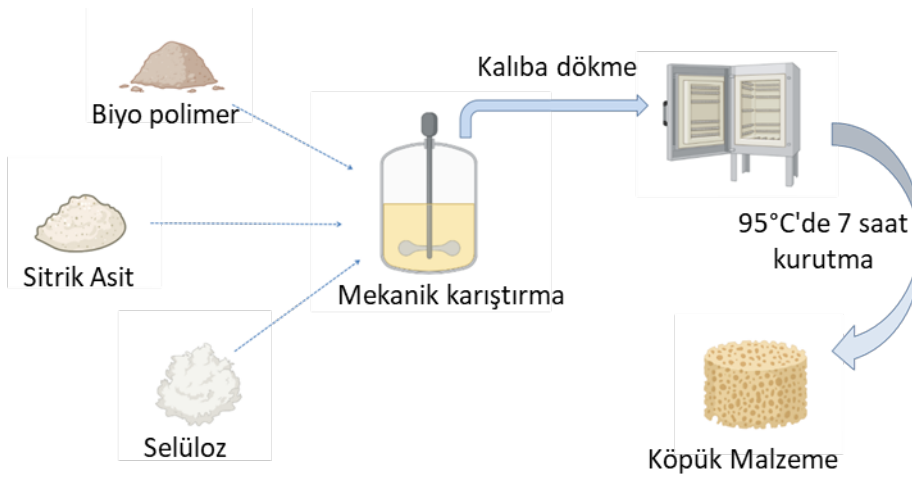 Biyo polimer
Sitrik Asit
Selüloz
Mekanik karıştırma
Kalıba dökme
95°C'de 7 saat
kurutma
Köpük Malzeme